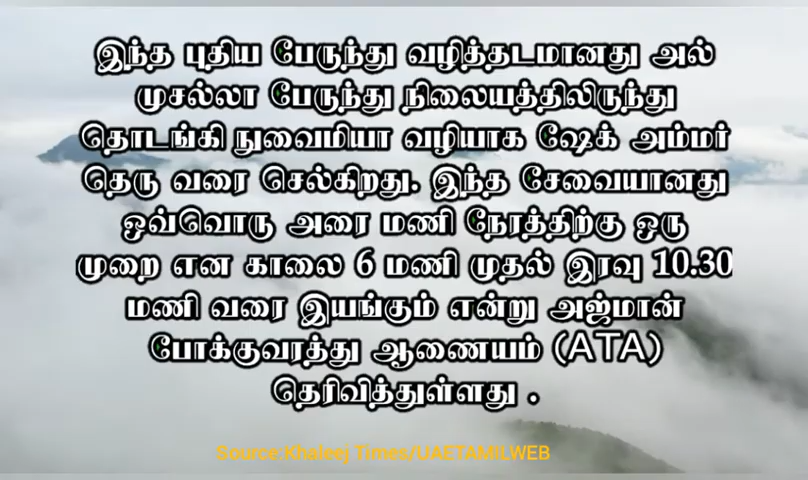 இந்த புதிய பேருந்து வழித்தடமானது அல்
முசல்லா பேருந்து நிலையத்திலிருந்து
தொடங்கி நுவைமியா வழியாக ஷேக் அம்மர்
தெரு வரை செல்கிறது. இந்த சேவையானது
ஒவ்வொரு அரை மணி நேரத்திற்கு ஒரு
முறை என காலை 6 மணி முதல் இரவு 10.30
மணி வரை இயங்கும் என்று அஜ்மான்
போக்குவரத்து ஆணையம் (ATA)
தெரிவித்துள்ளது .
Source:Khaleej Times/UAETAMILWEB